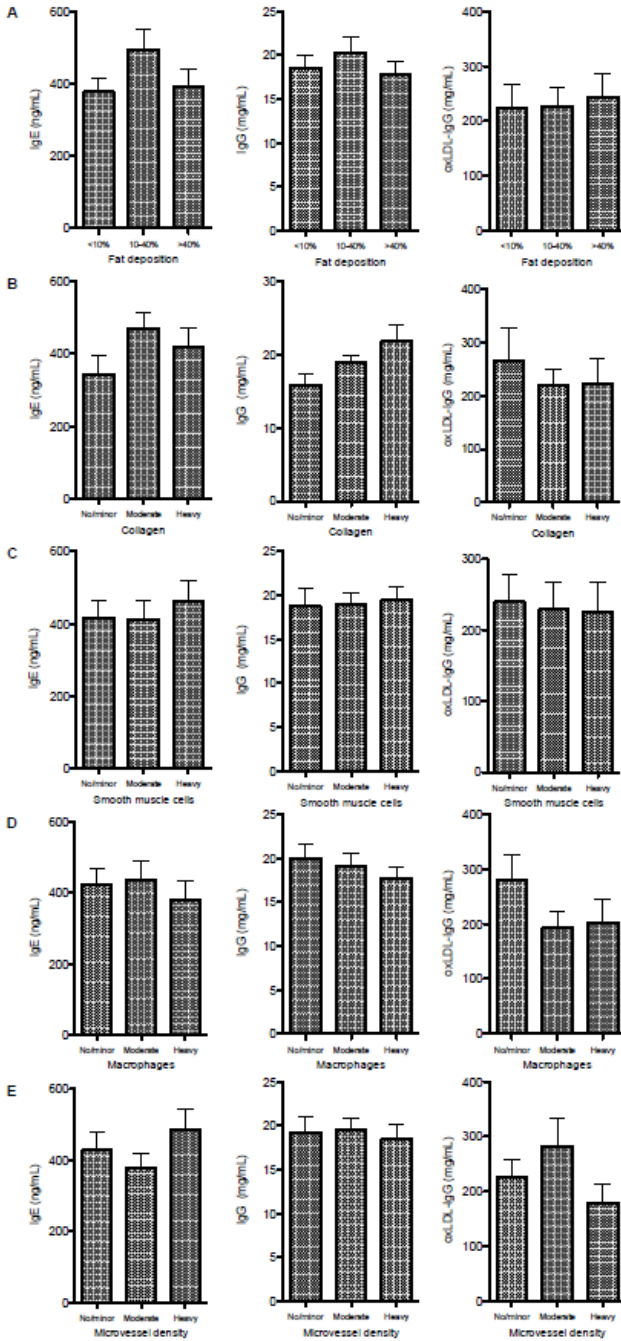 A
IgE (ng/mL)
600
400
200
0
<10% 10-40% >40%
Fat deposition
IgG (mg/mL)
25
20
15
10
5
0
<10% 10-40% >40%
Fat deposition
oxLDL-IgG (mg/mL)
400
300
200
100
0
<10% 10-40% >40%
Fat deposition
B
IgE (ng/mL)
600
400
200
0
No/minor Moderate Heavy
Collagen
IgG (mg/mL)
30
20
10
0
No/minor Moderate Heavy
Collagen
oxLDL-IgG (mg/mL)
400
300
200
100
0
No/minor Moderate Heavy
Collagen
C
IgE (ng/mL)
600
400
200
0
No/minor Moderate Heavy
Smooth muscle cells
IgG (mg/mL)
25
20
15
10
5
0
No/minor Moderate Heavy
Smooth muscle cells
oxLDL-IgG (mg/mL)
300
200
100
0
No/minor Moderate Heavy
Smooth muscle cells
D
IgE (ng/mL)
600
400
200
0
No/minor Moderate Heavy
Macrophages
IgG (mg/mL)
25
20
15
10
5
0
No/minor Moderate Heavy
Macrophages
oxLDL-IgG (mg/mL)
400
300
200
100
0
No/minor Moderate Heavy
Macrophages
E
IgE (ng/mL)
600
400
200
0
No/minor Moderate Heavy
Microvessel density
IgG (mg/mL)
25
20
15
10
5
0
No/minor Moderate Heavy
Microvessel density
oxLDL-IgG (mg/mL)
400
300
200
100
0
No/minor Moderate Heavy
Microvessel density